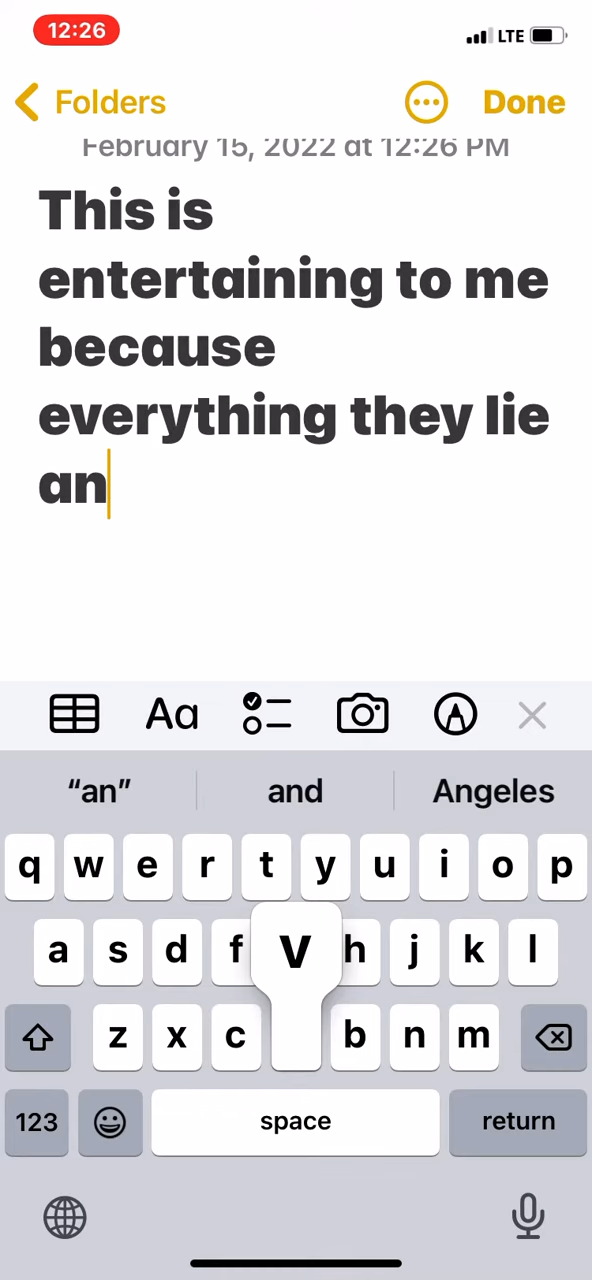 12:26
LTE
Folders
Done
February 15, 2022 at 12:26 PM
This is
entertaining to me
because
everything they lie
an
Aa
“an” and Angeles
q w e r t y u i o p
a s d f V h j k l
z x c b n m
123 space return